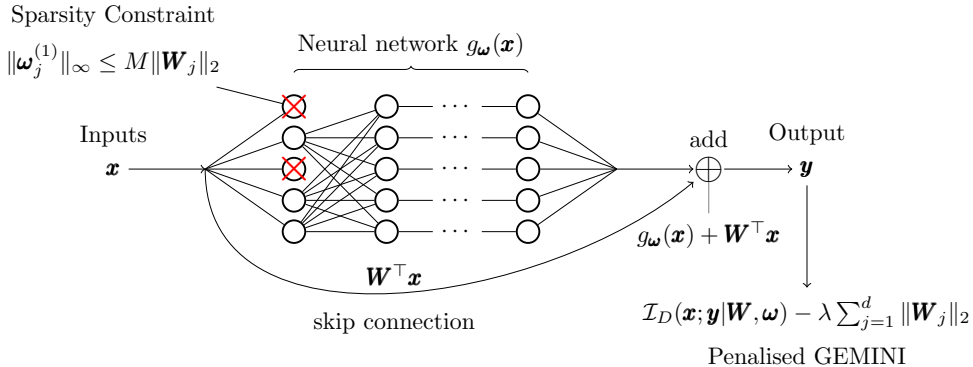 Sparsity Constraint
‖ω_j^{(1)}‖_∞ ≤ M‖W_j‖_2
Neural network g_ω(x)
Inputs
x
· · ·
· · ·
· · ·
· · ·
· · ·
add
Output
y
g_ω(x) + W^⊤x
W^⊤x
skip connection
I_D(x; y|W, ω) − λ ∑_{j=1}^{d} ‖W_j‖_2
Penalised GEMINI